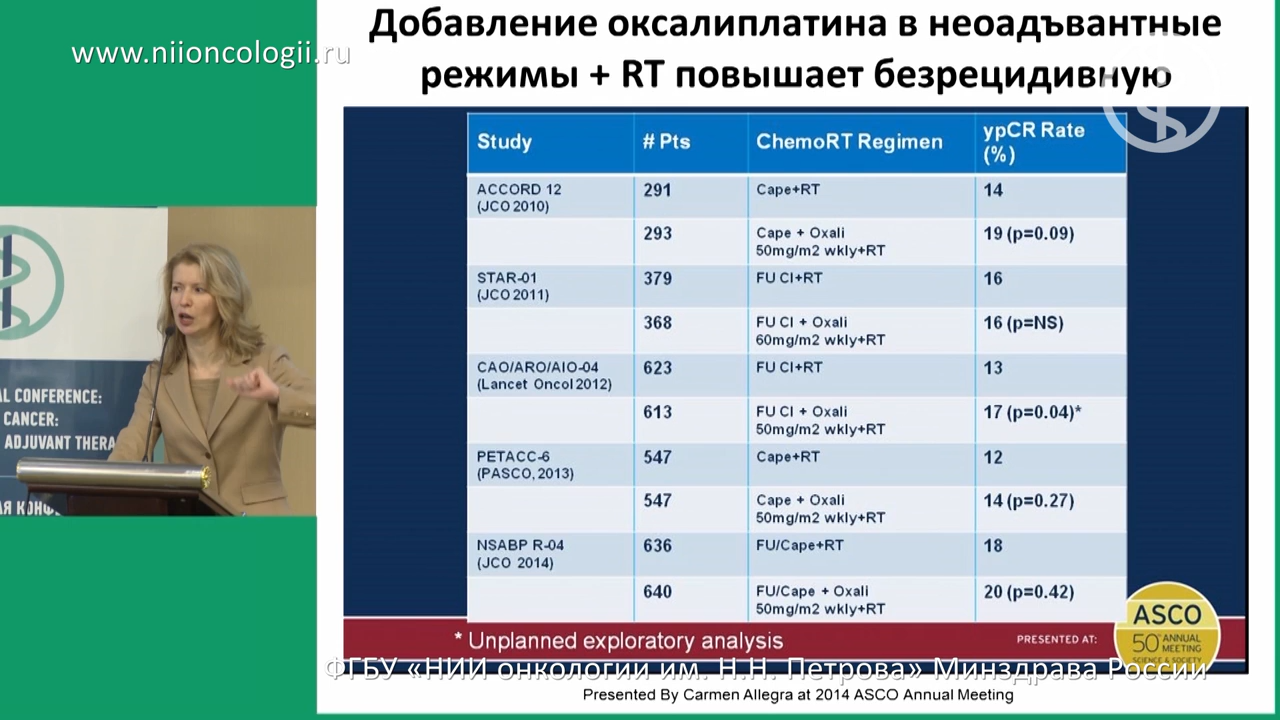 www.niioncologii.ru
Добавление оксалиплатина в неоадъвантные
режимы + RT повышает безрецидивную
Study # Pts ChemoRT Regimen ypCR Rate (%)
ACCORD 12 (JCO 2010) 291 Cape+RT 14
293 Cape + Oxali 50mg/m2 wkly+RT 19 (p=0.09)
STAR-01 (JCO 2011) 379 FU CI+RT 16
368 FU CI + Oxali 60mg/m2 wkly+RT 16 (p=NS)
CAO/ARO/AIO-04 (Lancet Oncol 2012) 623 FU CI+RT 13
613 FU CI + Oxali 50mg/m2 wkly+RT 17 (p=0.04)*
PETACC-6 (PASCO, 2013) 547 Cape+RT 12
547 Cape + Oxali 50mg/m2 wkly+RT 14 (p=0.27)
NSABP R-04 (JCO 2014) 636 FU/Cape+RT 18
640 FU/Cape + Oxali 50mg/m2 wkly+RT 20 (p=0.42)
* Unplanned exploratory analysis
PRESENTED AT:
ASCO
50th ANNUAL
MEETING
SCIENCE & SOCIETY
ФГБУ «НИИ онкологии им. Н.Н. Петрова» Минздрава России
Presented By Carmen Allegra at 2014 ASCO Annual Meeting
AL CONFERENCE:
CANCER:
ADJUVANT THERA